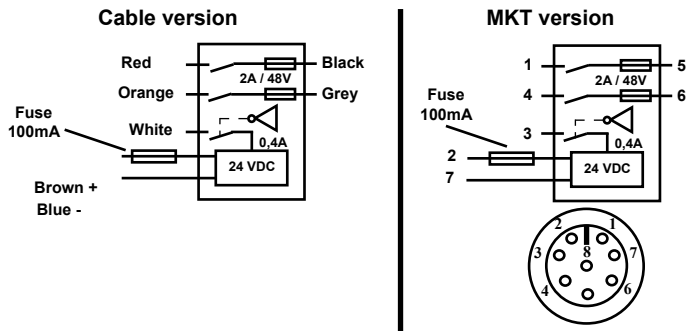 Cable version
Red
Black
2A / 48V
Orange
Grey
Fuse
100mA
White
0,4A
24 VDC
Brown +
Blue -
MKT version
1
5
2A / 48V
4
6
Fuse
100mA
3
0,4A
2
24 VDC
7
2
1
3
8
7
4
6